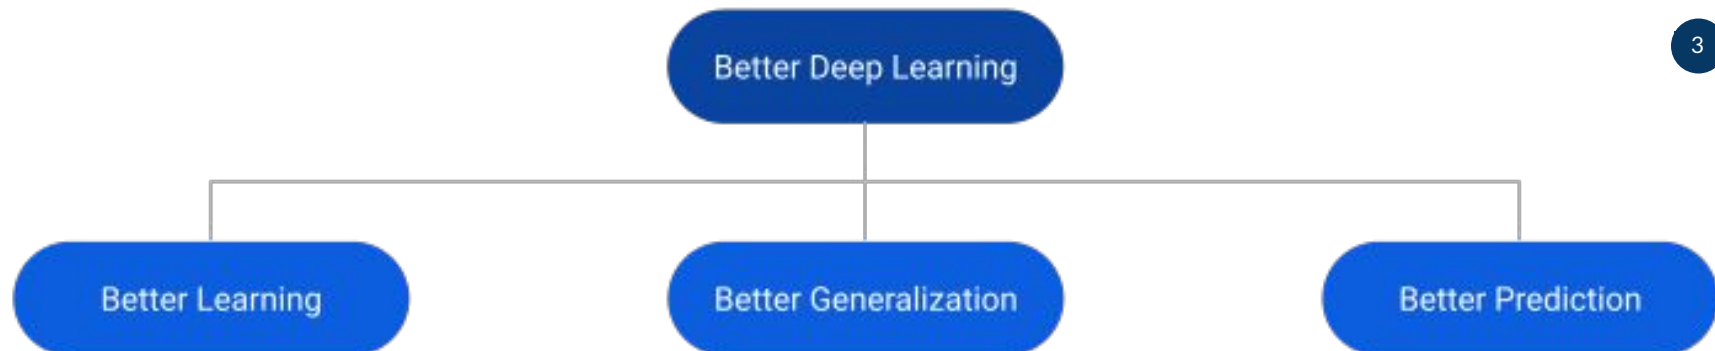 Better Deep Learning
3
Better Learning
Better Generalization
Better Prediction